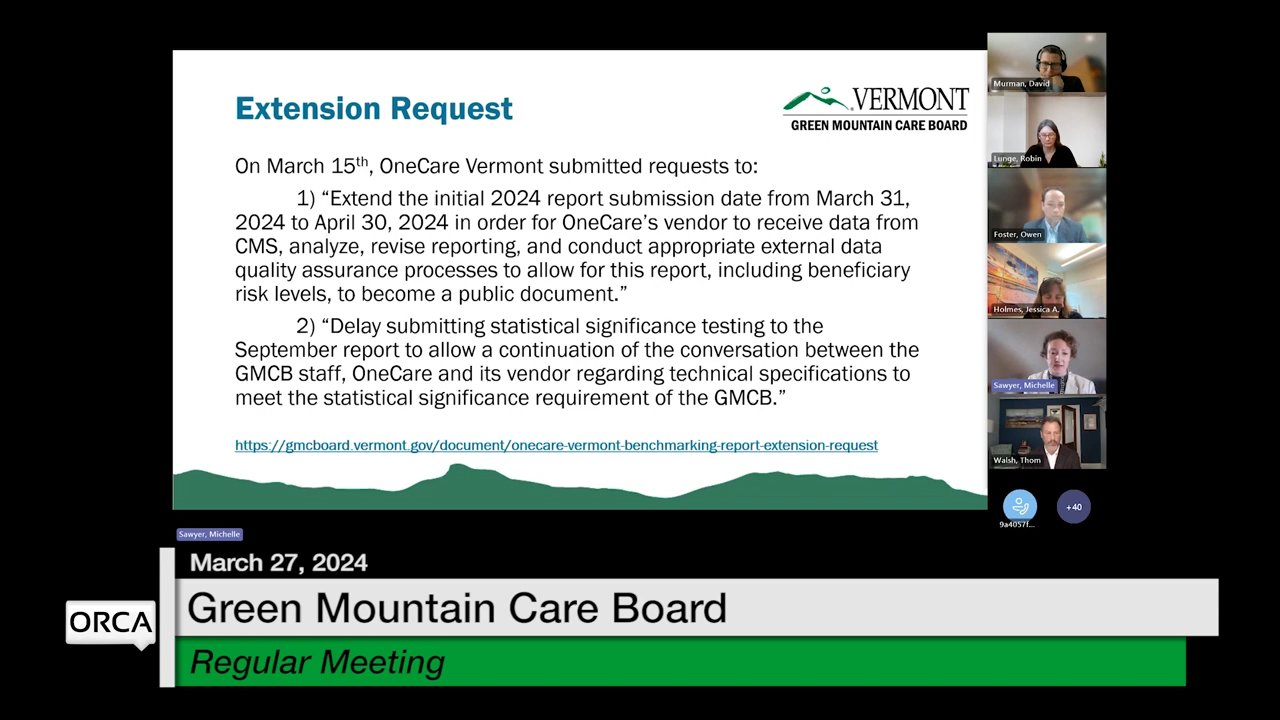 Extension Request
VERMONT
GREEN MOUNTAIN CARE BOARD
On March 15th, OneCare Vermont submitted requests to:
1) “Extend the initial 2024 report submission date from March 31,
2024 to April 30, 2024 in order for OneCare’s vendor to receive data from
CMS, analyze, revise reporting, and conduct appropriate external data
quality assurance processes to allow for this report, including beneficiary
risk levels, to become a public document.”
2) “Delay submitting statistical significance testing to the
September report to allow a continuation of the conversation between the
GMCB staff, OneCare and its vendor regarding technical specifications to
meet the statistical significance requirement of the GMCB.”
https://gmcboard.vermont.gov/document/onecare-vermont-benchmarking-report-extension-request
Murman, David
Lunge, Robin
Foster, Owen
Holmes, Jessica A.
Sawyer, Michelle
Walsh, Thom
9a4057f...
+40
Sawyer, Michelle
March 27, 2024
Green Mountain Care Board
ORCA
Regular Meeting